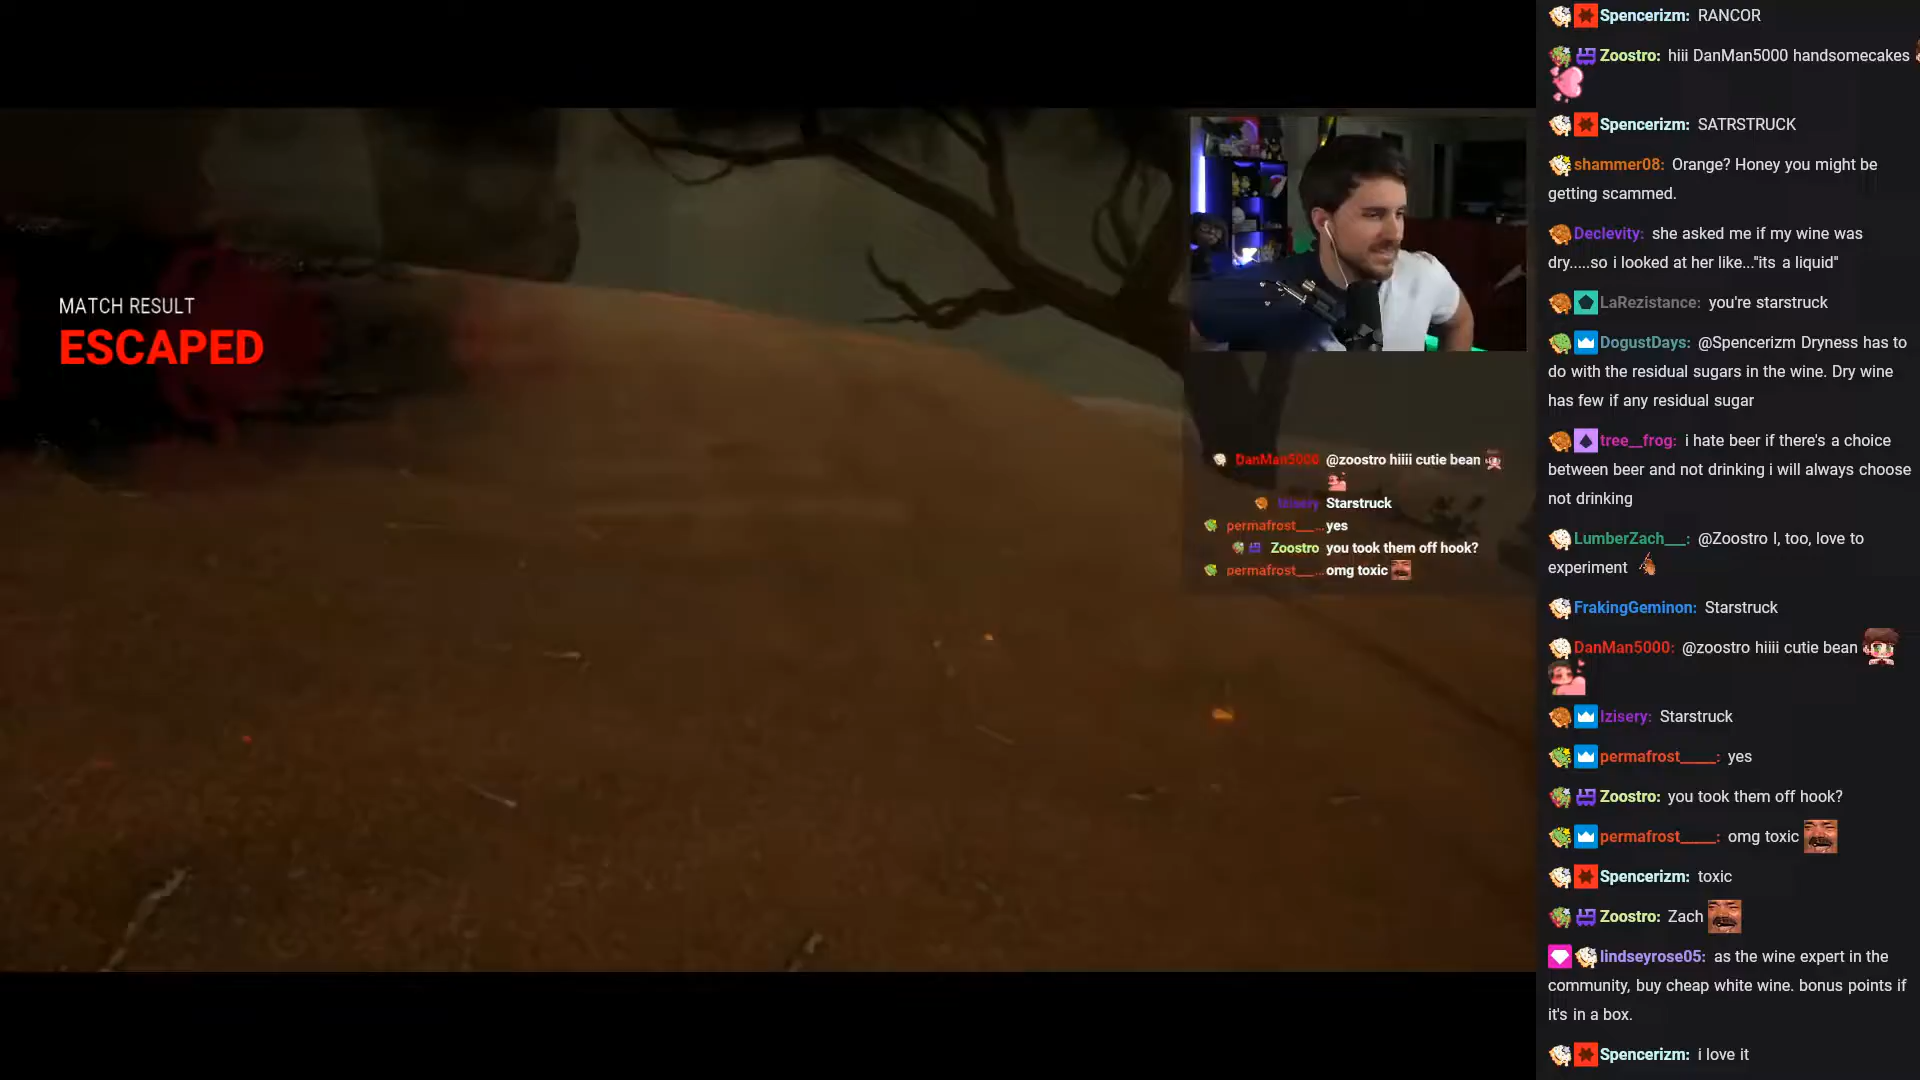 MATCH RESULT
ESCAPED
DanMan5000 @zoostro hiiii cutie bean
Izisery Starstruck
permafrost___... yes
Zoostro you took them off hook?
permafrost___... omg toxic
Spencerizm: RANCOR
Zoostro: hiii DanMan5000 handsomecakes
Spencerizm: SATRSTRUCK
shammer08: Orange? Honey you might be
getting scammed.
Declevity: she asked me if my wine was
dry.....so i looked at her like..."its a liquid"
LaRezistance: you're starstruck
DogustDays: @Spencerizm Dryness has to
do with the residual sugars in the wine. Dry wine
has few if any residual sugar
tree__frog: i hate beer if there's a choice
between beer and not drinking i will always choose
not drinking
LumberZach___: @Zoostro I, too, love to
experiment
FrakingGeminon: Starstruck
DanMan5000: @zoostro hiiii cutie bean
Izisery: Starstruck
permafrost_____: yes
Zoostro: you took them off hook?
permafrost_____: omg toxic
Spencerizm: toxic
Zoostro: Zach
lindseyrose05: as the wine expert in the
community, buy cheap white wine. bonus points if
it's in a box.
Spencerizm: i love it